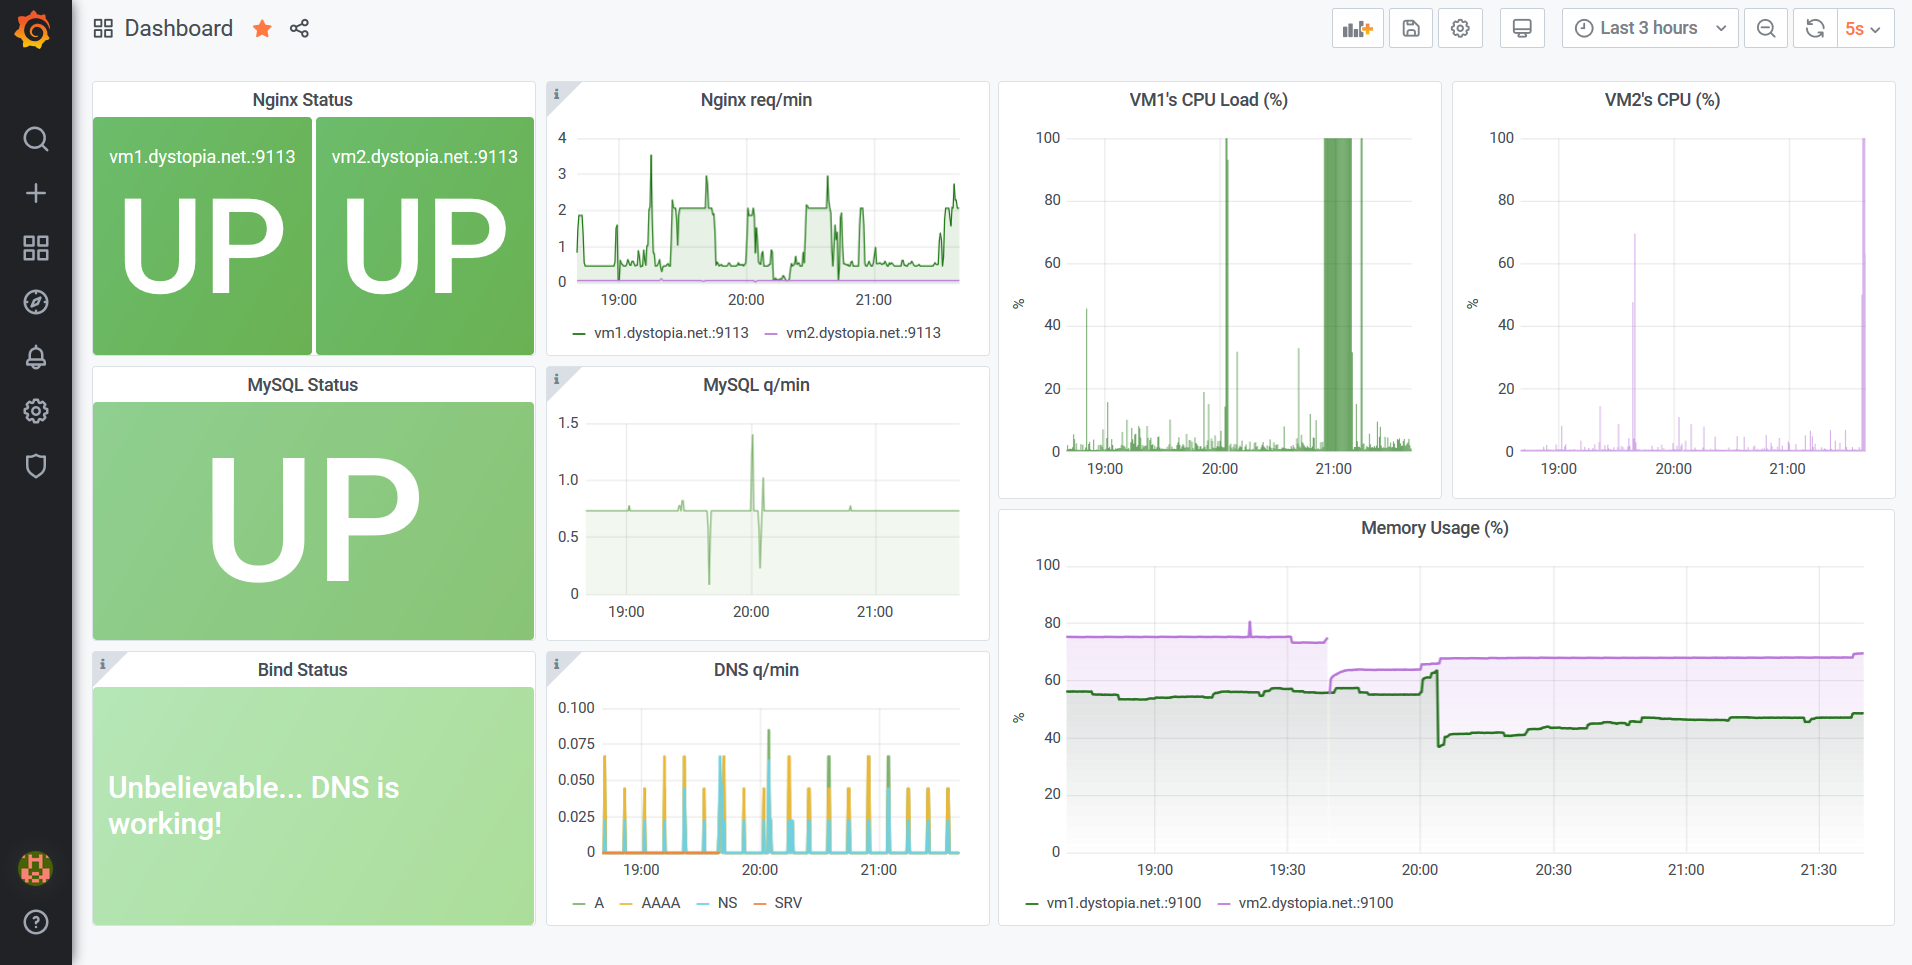 Dashboard
Last 3 hours
5s
Nginx Status
vm1.dystopia.net.:9113
UP
vm2.dystopia.net.:9113
UP
Nginx req/min
4
3
2
1
0
19:00
20:00
21:00
vm1.dystopia.net.:9113
vm2.dystopia.net.:9113
VM1's CPU Load (%)
100
80
60
40
20
0
%
19:00
20:00
21:00
VM2's CPU (%)
100
80
60
40
20
0
%
19:00
20:00
21:00
MySQL Status
UP
MySQL q/min
1.5
1.0
0.5
0
19:00
20:00
21:00
Memory Usage (%)
100
80
60
40
20
0
%
19:00
19:30
20:00
20:30
21:00
21:30
vm1.dystopia.net.:9100
vm2.dystopia.net.:9100
Bind Status
Unbelievable... DNS is
working!
DNS q/min
0.100
0.075
0.050
0.025
0
19:00
20:00
21:00
A
AAAA
NS
SRV